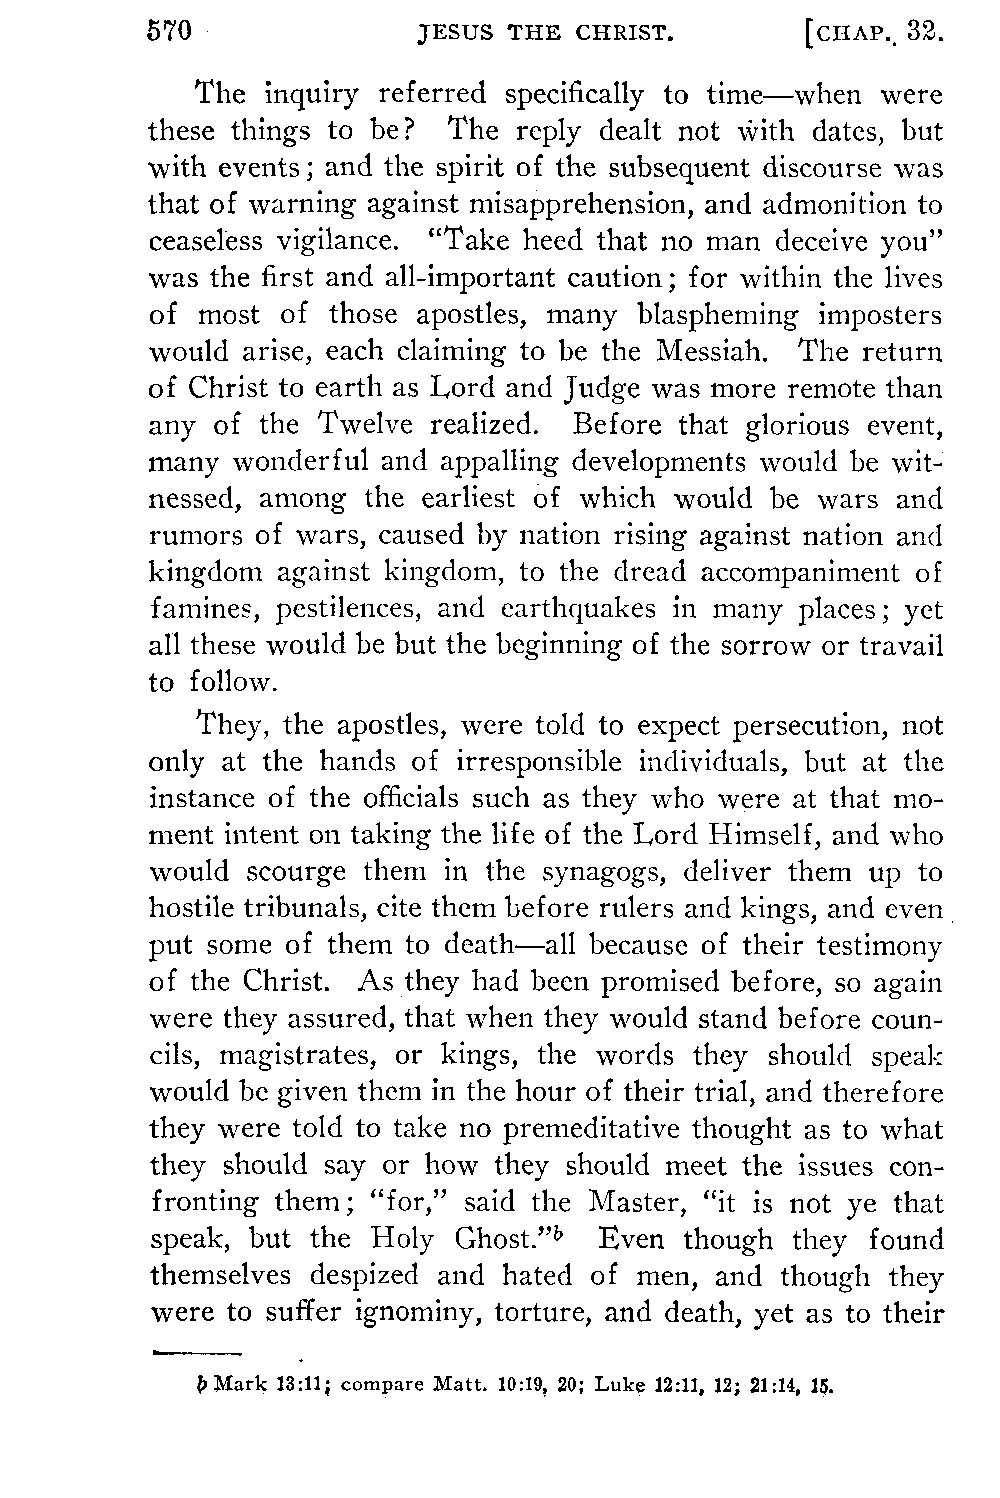 570 JESUS THE CHRIST. [CHAP. 32.
The inquiry referred specifically to time—when were
these things to be? The reply dealt not with dates, but
with events; and the spirit of the subsequent discourse was
that of warning against misapprehension, and admonition to
ceaseless vigilance. “Take heed that no man deceive you”
was the first and all-important caution; for within the lives
of most of those apostles, many blaspheming imposters
would arise, each claiming to be the Messiah. The return
of Christ to earth as Lord and Judge was more remote than
any of the Twelve realized. Before that glorious event,
many wonderful and appalling developments would be wit-
nessed, among the earliest of which would be wars and
rumors of wars, caused by nation rising against nation and
kingdom against kingdom, to the dread accompaniment of
famines, pestilences, and earthquakes in many places; yet
all these would be but the beginning of the sorrow or travail
to follow.
They, the apostles, were told to expect persecution, not
only at the hands of irresponsible individuals, but at the
instance of the officials such as they who were at that mo-
ment intent on taking the life of the Lord Himself, and who
would scourge them in the synagogs, deliver them up to
hostile tribunals, cite them before rulers and kings, and even
put some of them to death—all because of their testimony
of the Christ. As they had been promised before, so again
were they assured, that when they would stand before coun-
cils, magistrates, or kings, the words they should speak
would be given them in the hour of their trial, and therefore
they were told to take no premeditative thought as to what
they should say or how they should meet the issues con-
fronting them; “for,” said the Master, “it is not ye that
speak, but the Holy Ghost.”b Even though they found
themselves despized and hated of men, and though they
were to suffer ignominy, torture, and death, yet as to their
b Mark 13:11; compare Matt. 10:19, 20; Luke 12:11, 12; 21:14, 15.